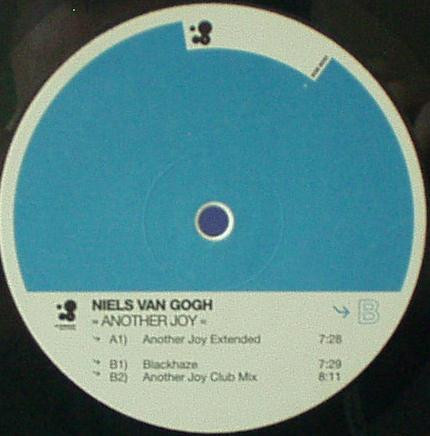 NIELS VAN GOGH
» ANOTHER JOY «
B
A1) Another Joy Extended 7:28
B1) Blackhaze 7:29
B2) Another Joy Club Mix 8:11